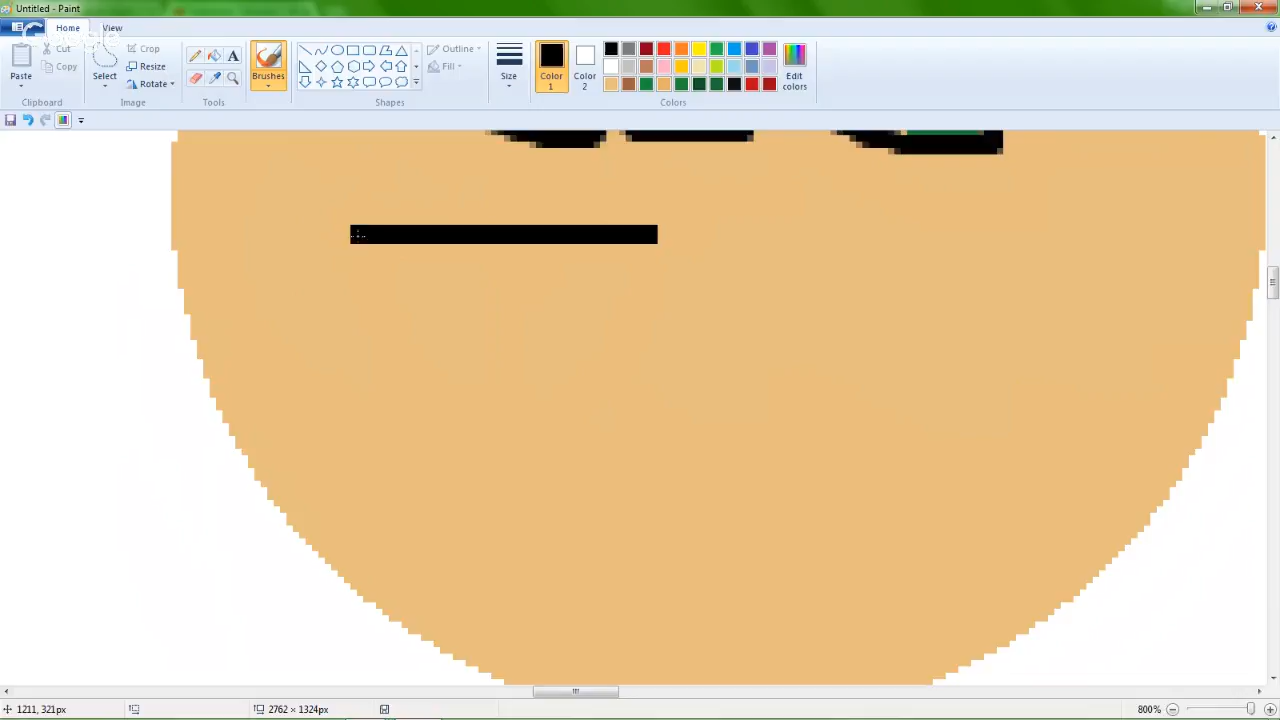 Untitled - Paint
Home View
Cut
Copy
Paste
Clipboard
Select
Crop
Resize
Rotate
Image
A
Tools
Brushes
Outline
Fill
Shapes
Size
Color 1
Color 2
Edit colors
Colors
1211, 321px
2762 × 1324px
800%